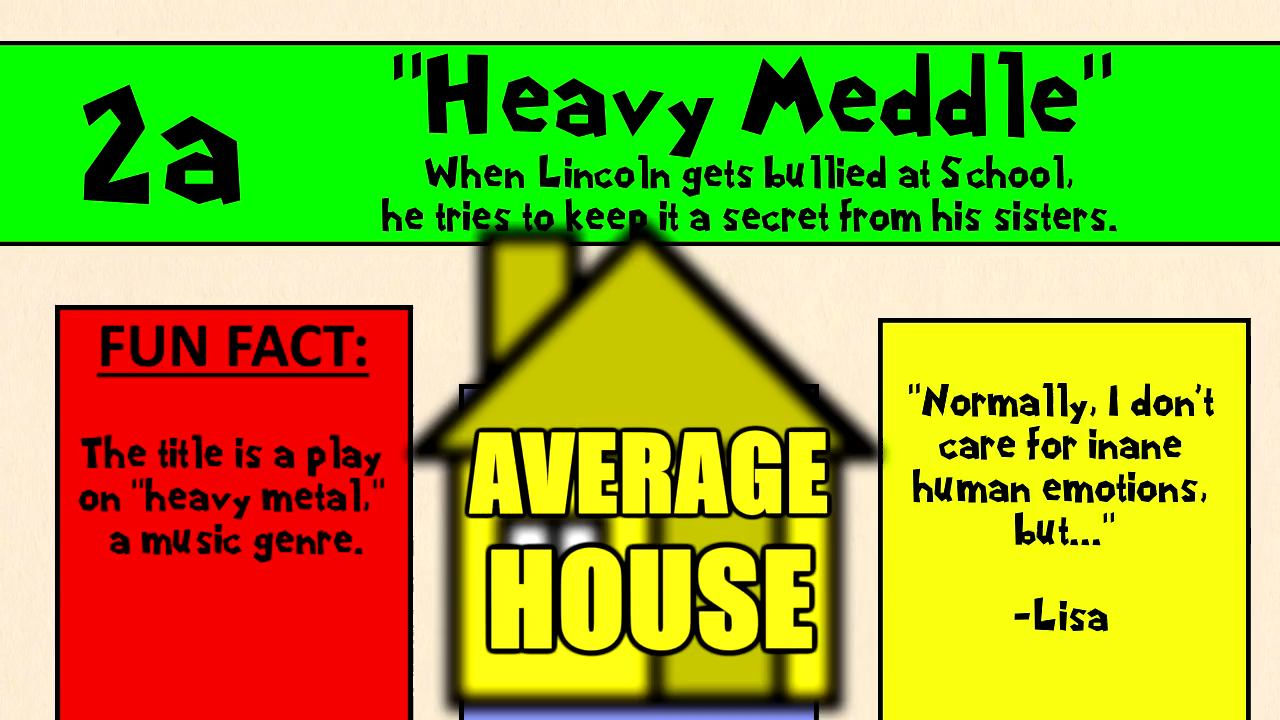 2a
"Heavy Meddle"
When Lincoln gets bullied at School,
he tries to keep it a secret from his sisters.
FUN FACT:
The title is a play
on "heavy metal,"
a music genre.
AVERAGE
HOUSE
"Normally, I don't
care for inane
human emotions,
but..."
-Lisa